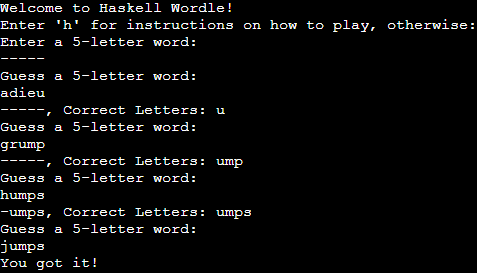 Welcome to Haskell Wordle!
Enter 'h' for instructions on how to play, otherwise:
Enter a 5-letter word:
-----
Guess a 5-letter word:
adieu
-----, Correct Letters: u
Guess a 5-letter word:
grump
-----, Correct Letters: ump
Guess a 5-letter word:
humps
-umps, Correct Letters: umps
Guess a 5-letter word:
jumps
You got it!